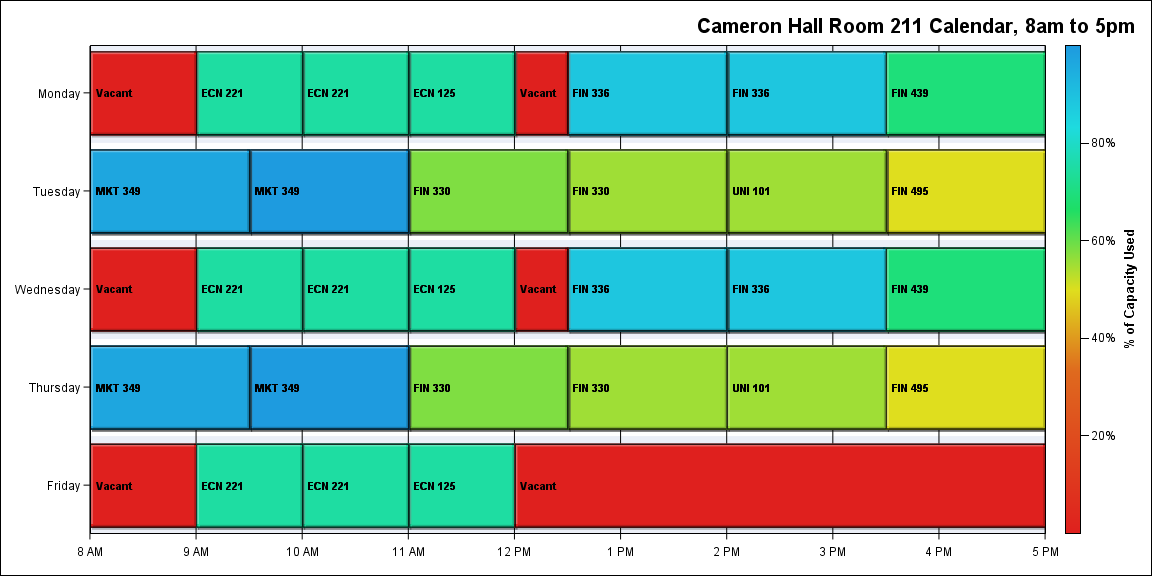 Cameron Hall Room 211 Calendar, 8am to 5pm
Monday Vacant ECN 221 ECN 221 ECN 125 Vacant FIN 336 FIN 336 FIN 439
80%
Tuesday MKT 349 MKT 349 FIN 330 FIN 330 UNI 101 FIN 495
60%
Wednesday Vacant ECN 221 ECN 221 ECN 125 Vacant FIN 336 FIN 336 FIN 439
% of Capacity Used
40%
Thursday MKT 349 MKT 349 FIN 330 FIN 330 UNI 101 FIN 495
20%
Friday Vacant ECN 221 ECN 221 ECN 125 Vacant
8 AM 9 AM 10 AM 11 AM 12 PM 1 PM 2 PM 3 PM 4 PM 5 PM